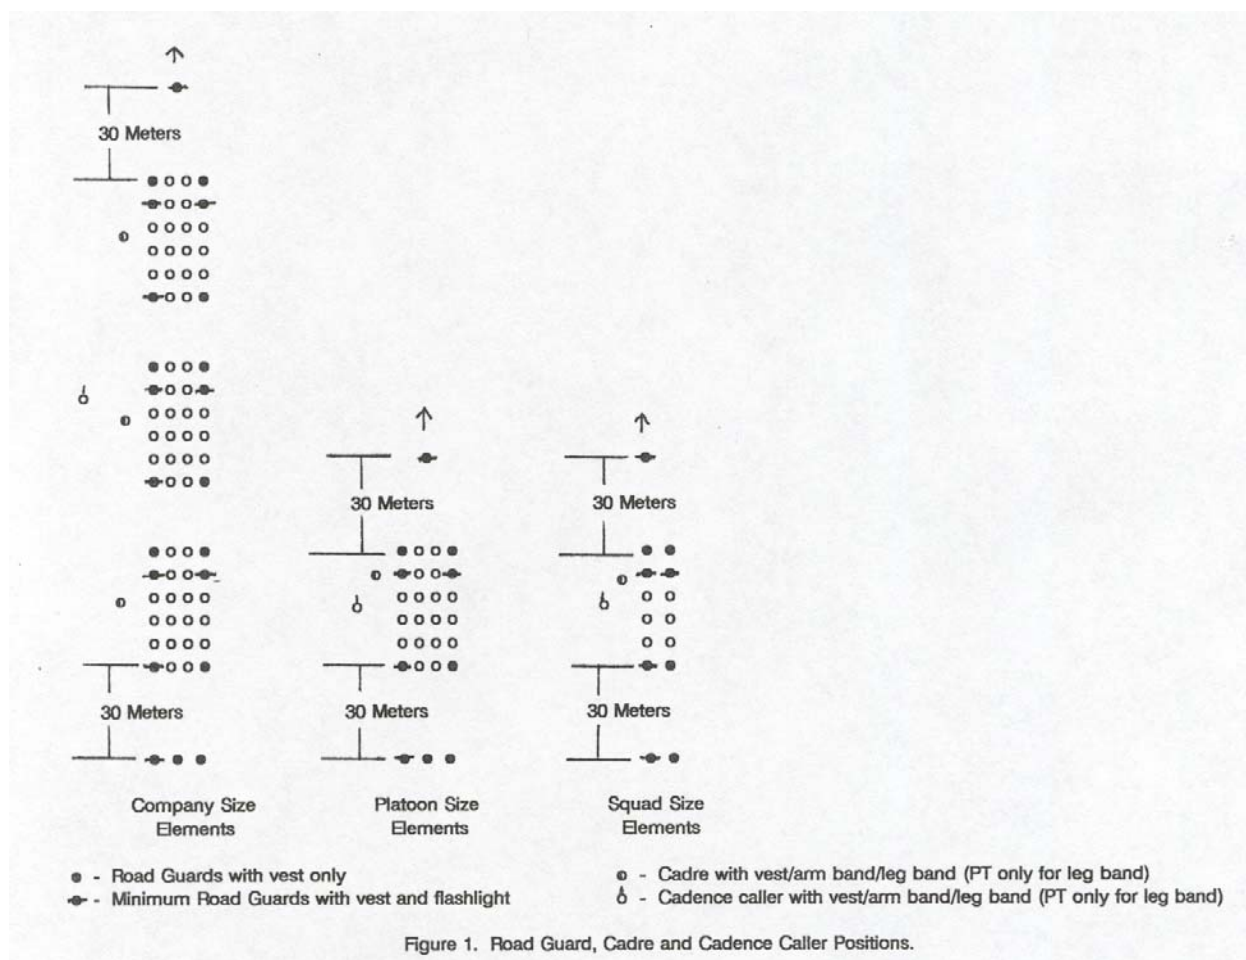 30 Meters
30 Meters
30 Meters
30 Meters
30 Meters
30 Meters
Company Size
Elements
Platoon Size
Elements
Squad Size
Elements
- Road Guards with vest only
- Minimum Road Guards with vest and flashlight
- Cadre with vest/arm band/leg band (PT only for leg band)
- Cadence caller with vest/arm band/leg band (PT only for leg band)
Figure 1. Road Guard, Cadre and Cadence Caller Positions.